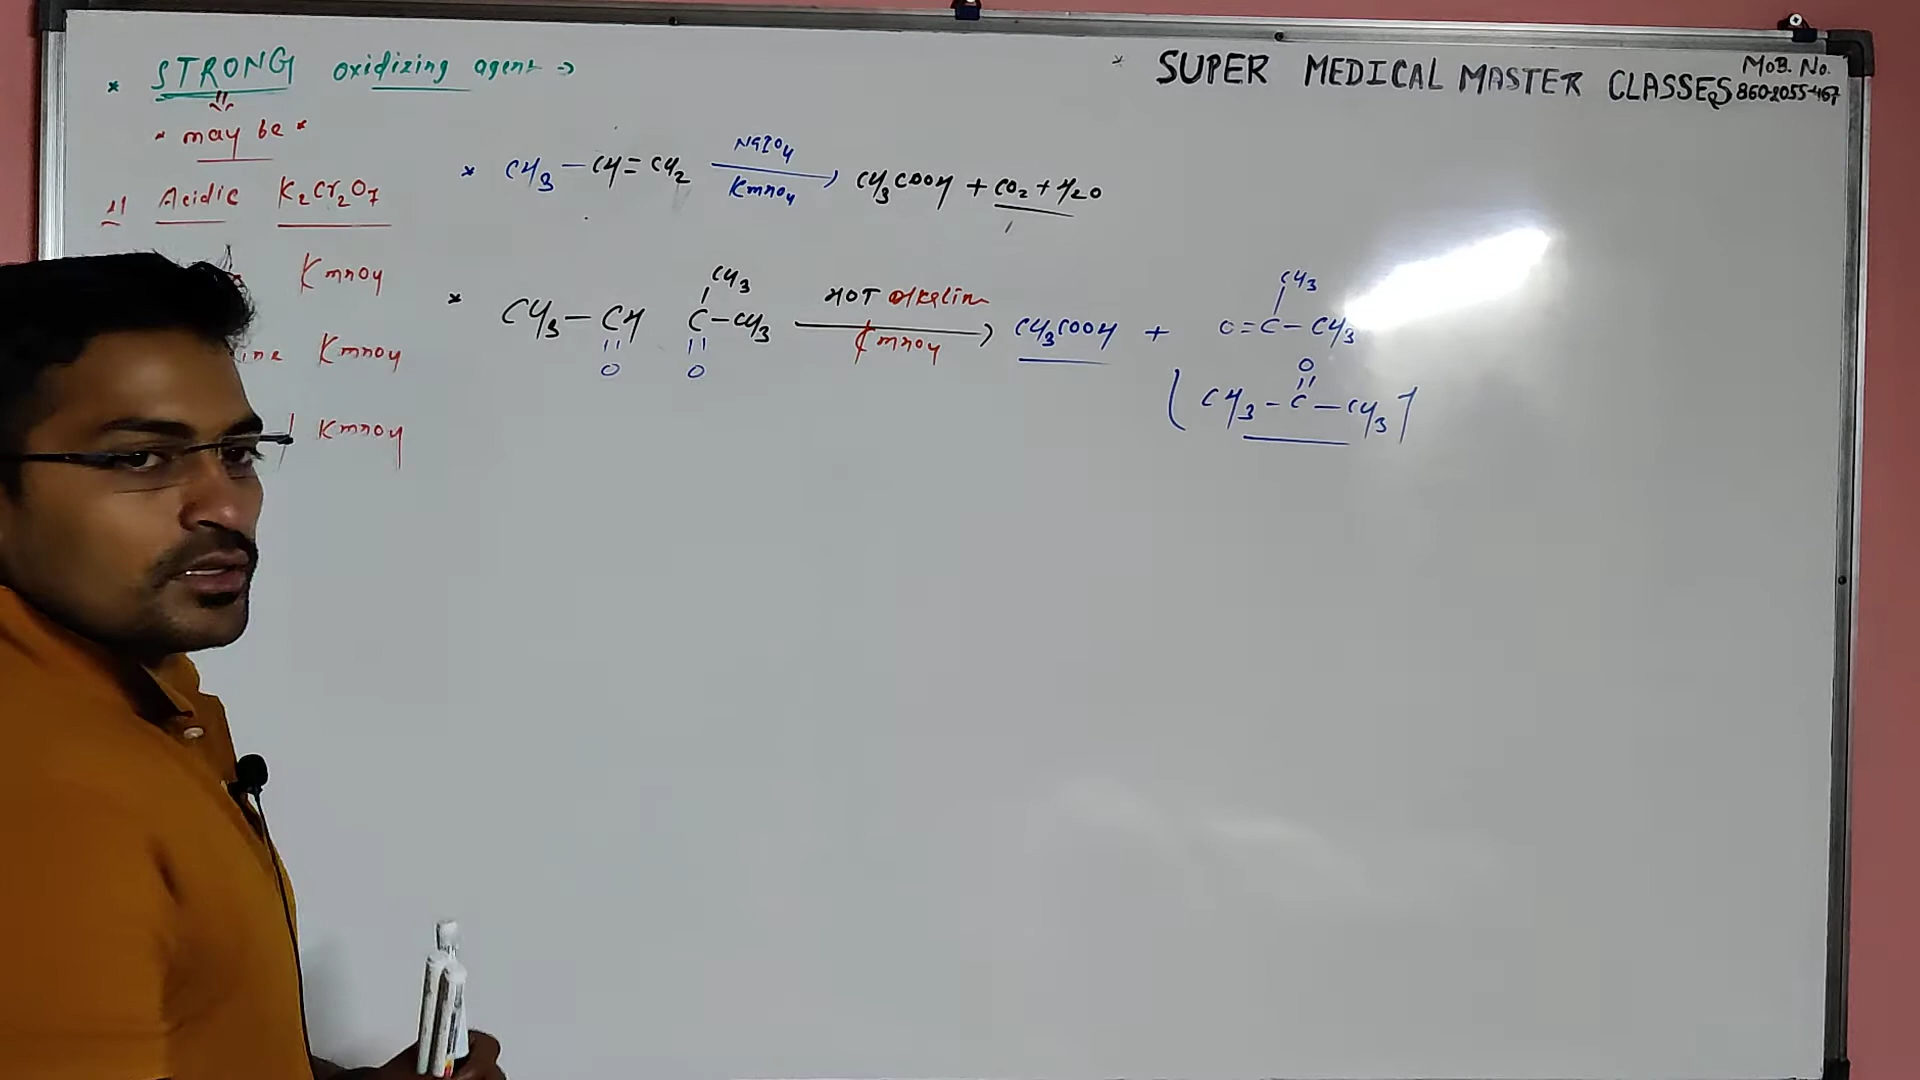 * STRONG oxidizing agent →
* may be *
1) Acidic K2Cr2O7
KmnO4
ine KmnO4
KmnO4
* SUPER MEDICAL MASTER CLASSES MOB. No. 860-2055-467
* CH3 — CH = CH2 NaIO4 KmnO4 → CH3COOH + CO2 + H2O
* CH3 — CH = O CH3 C — CH3 = O HOT alkaline KmnO4 → CH3COOH + CH3 O = C — CH3
( CH3 — C = O — CH3 )